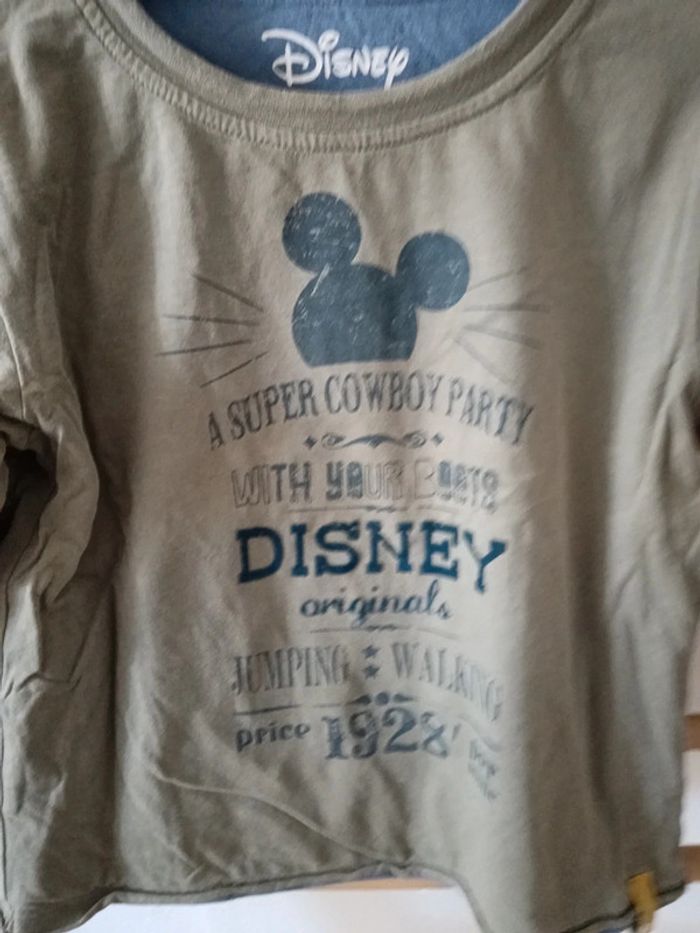 Disney
A SUPER COWBOY PARTY
WITH YOUR BOOTS
DISNEY
originals
JUMPING WALKING
price 1928'